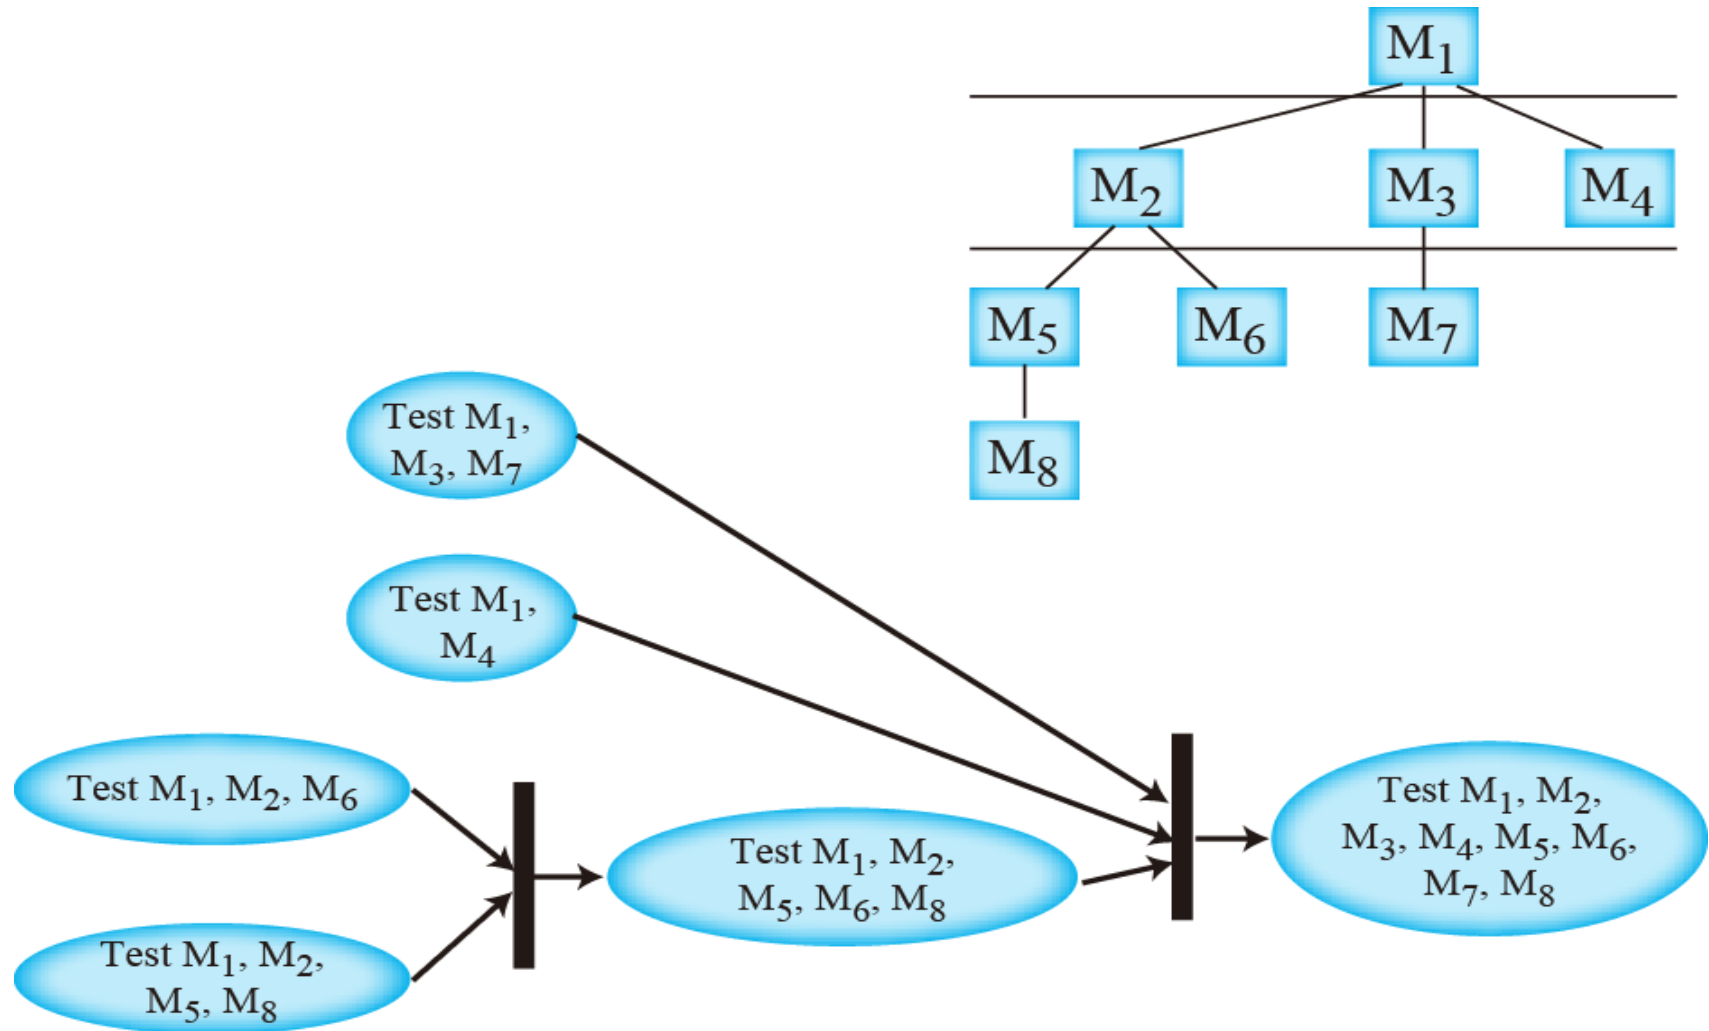 M₁
M₂ M₃ M₄
M₅ M₆ M₇
M₈
Test M₁,
M₃, M₇
Test M₁,
M₄
Test M₁, M₂, M₆
Test M₁, M₂,
M₅, M₈
Test M₁, M₂,
M₅, M₆, M₈
Test M₁, M₂,
M₃, M₄, M₅, M₆,
M₇, M₈